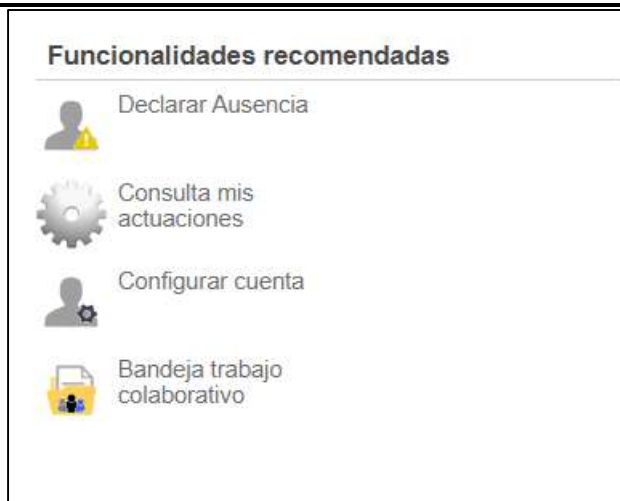 Funcionalidades recomendadas
Declarar Ausencia
Consulta mis
actuaciones
Configurar cuenta
Bandeja trabajo
colaborativo